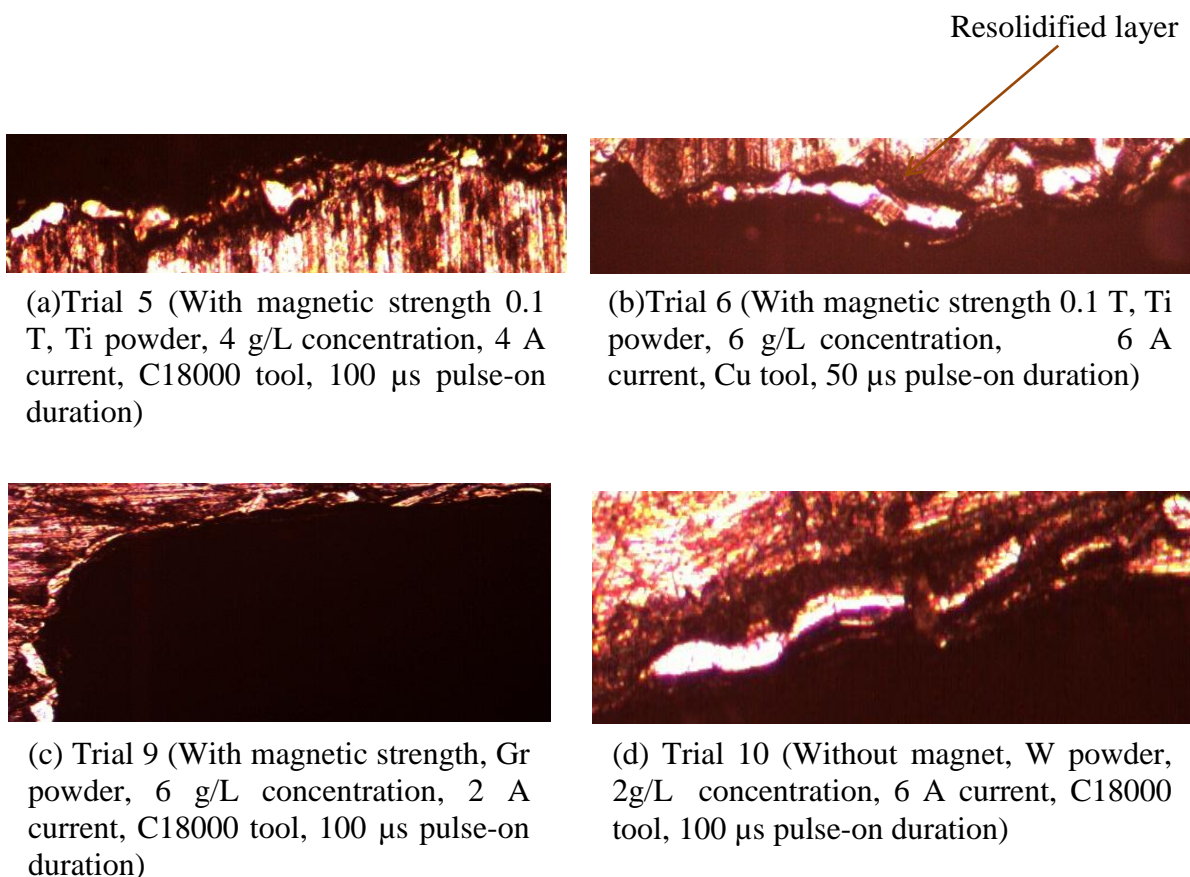 Resolidified layer
(a)Trial 5 (With magnetic strength 0.1
T, Ti powder, 4 g/L concentration, 4 A
current, C18000 tool, 100 µs pulse-on
duration)
(b)Trial 6 (With magnetic strength 0.1 T, Ti
powder, 6 g/L concentration, 6 A
current, Cu tool, 50 µs pulse-on duration)
(c) Trial 9 (With magnetic strength, Gr
powder, 6 g/L concentration, 2 A
current, C18000 tool, 100 µs pulse-on
duration)
(d) Trial 10 (Without magnet, W powder,
2g/L concentration, 6 A current, C18000
tool, 100 µs pulse-on duration)